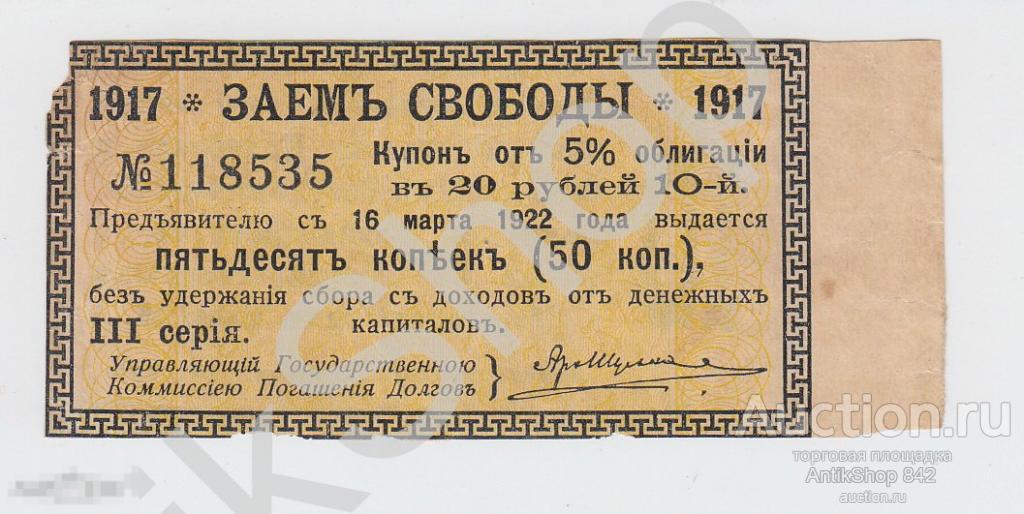 1917 * ЗАЕМЪ СВОБОДЫ * 1917
№118535 Купонъ отъ 5% облигаціи
въ 20 рублей 10-й.
Предъявителю съ 16 марта 1922 года выдается
пятьдесятъ копѣекъ (50 коп.),
безъ удержанія сбора съ доходовъ отъ денежныхъ
капиталовъ.
III серія.
Управляющій Государственною
Коммиссіею Погашенія Долговъ
Auction.ru
торговая площадка
AntikShop 842
auction.ru
kShop